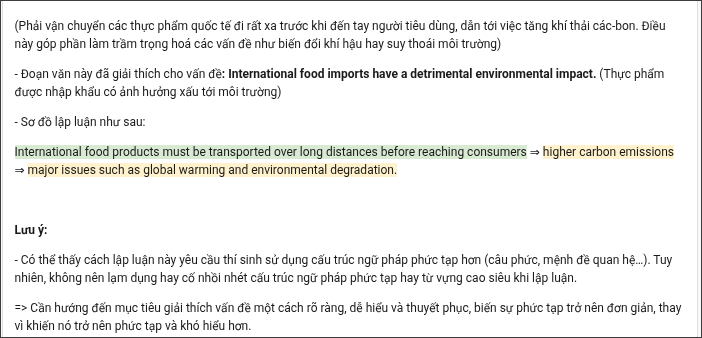 (Phải vận chuyển các thực phẩm quốc tế đi rất xa trước khi đến tay người tiêu dùng, dẫn tới việc tăng khí thải các-bon. Điều
này góp phần làm trầm trọng hoá các vấn đề như biến đổi khí hậu hay suy thoái môi trường)
- Đoạn văn này đã giải thích cho vấn đề: International food imports have a detrimental environmental impact. (Thực phẩm
được nhập khẩu có ảnh hưởng xấu tới môi trường)
- Sơ đồ lập luận như sau:
International food products must be transported over long distances before reaching consumers ⇒ higher carbon emissions
⇒ major issues such as global warming and environmental degradation.
Lưu ý:
- Có thể thấy cách lập luận này yêu cầu thí sinh sử dụng cấu trúc ngữ pháp phức tạp hơn (câu phức, mệnh đề quan hệ…). Tuy
nhiên, không nên lạm dụng hay cố nhồi nhét cấu trúc ngữ pháp phức tạp hay từ vựng cao siêu khi lập luận.
=> Cần hướng đến mục tiêu giải thích vấn đề một cách rõ ràng, dễ hiểu và thuyết phục, biến sự phức tạp trở nên đơn giản, thay
vì khiến nó trở nên phức tạp và khó hiểu hơn.